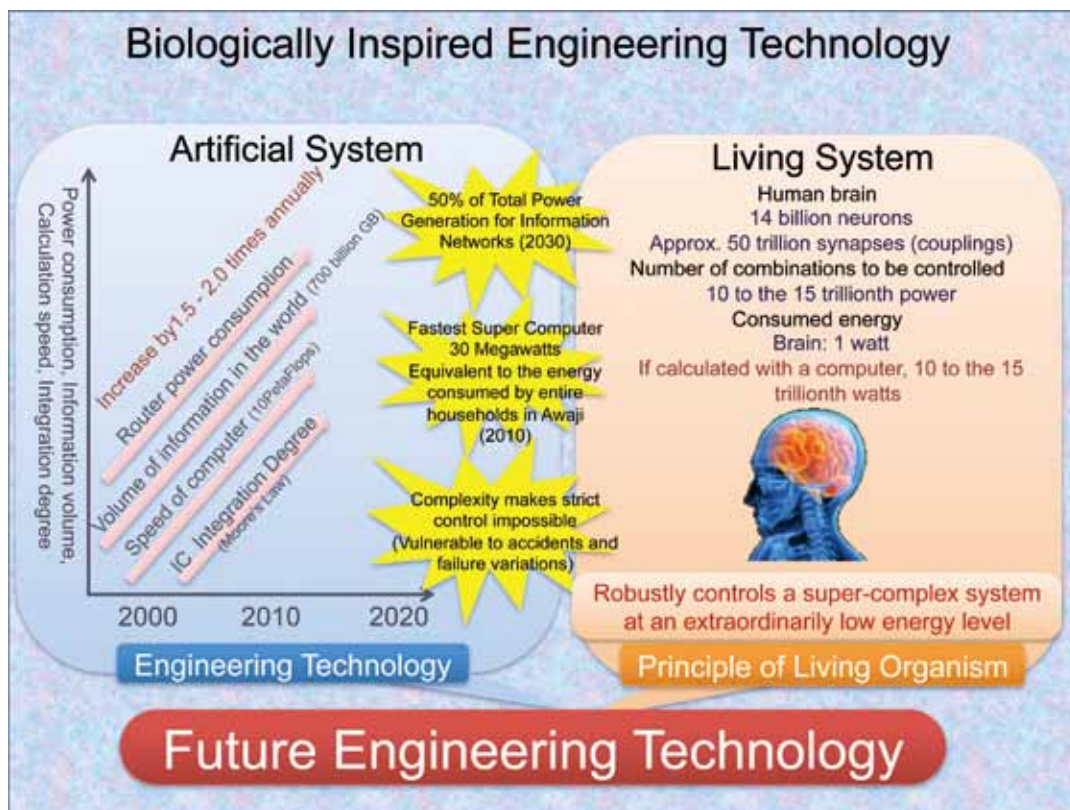 Biologically Inspired Engineering Technology
Artificial System
Power consumption, Information volume,
Calculation speed, Integration degree
Increase by1.5 - 2.0 times annually
Router power consumption
Volume of information in the world (700 billion GB)
Speed of computer (10PetaFlops)
IC Integration Degree
(Moore's Law)
2000
2010
2020
Engineering Technology
50% of Total Power
Generation for Information
Networks (2030)
Fastest Super Computer
30 Megawatts
Equivalent to the energy
consumed by entire
households in Awaji
(2010)
Complexity makes strict
control impossible
(Vulnerable to accidents and
failure variations)
Living System
Human brain
14 billion neurons
Approx. 50 trillion synapses (couplings)
Number of combinations to be controlled
10 to the 15 trillionth power
Consumed energy
Brain: 1 watt
If calculated with a computer, 10 to the 15
trillionth watts
Robustly controls a super-complex system
at an extraordinarily low energy level
Principle of Living Organism
Future Engineering Technology